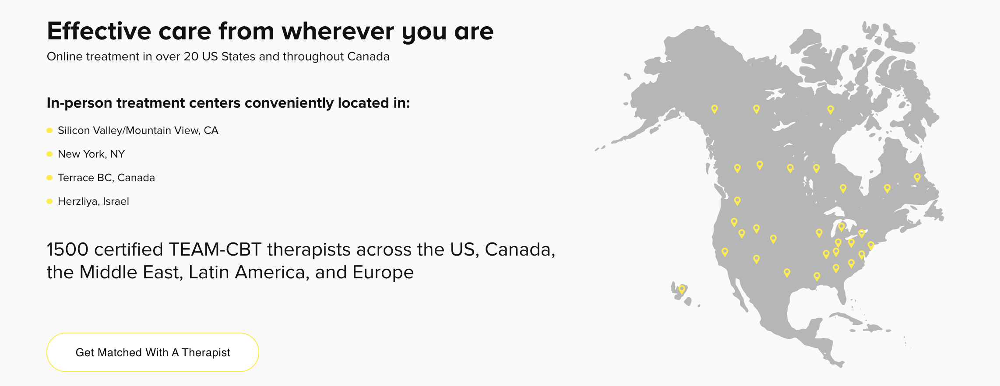 Effective care from wherever you are
Online treatment in over 20 US States and throughout Canada
In-person treatment centers conveniently located in:
Silicon Valley/Mountain View, CA
New York, NY
Terrace BC, Canada
Herzliya, Israel
1500 certified TEAM-CBT therapists across the US, Canada,
the Middle East, Latin America, and Europe
Get Matched With A Therapist